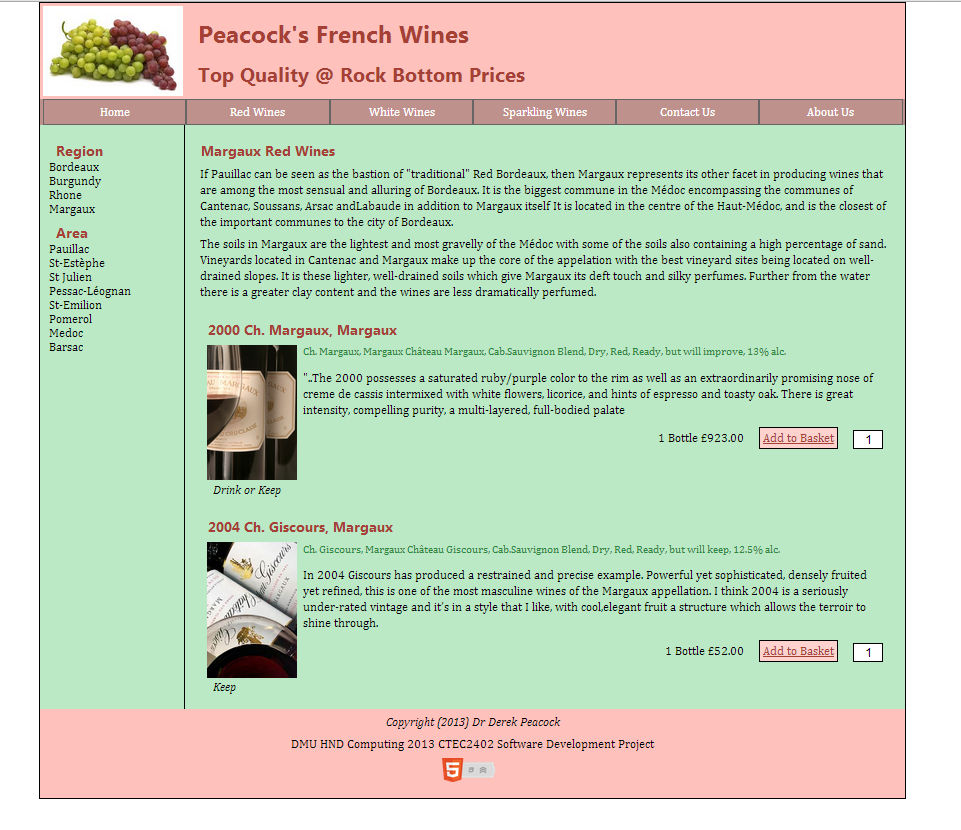 Peacock's French Wines
Top Quality @ Rock Bottom Prices
Home
Red Wines
White Wines
Sparkling Wines
Contact Us
About Us
Region
Bordeaux
Burgundy
Rhone
Margaux
Area
Pauillac
St-Estèphe
St Julien
Pessac-Léognan
St-Emilion
Pomerol
Medoc
Barsac
Margaux Red Wines
If Pauillac can be seen as the bastion of "traditional" Red Bordeaux, then Margaux represents its other facet in producing wines that
are among the most sensual and alluring of Bordeaux. It is the biggest commune in the Médoc encompassing the communes of
Cantenac, Soussans, Arsac andLabaude in addition to Margaux itself It is located in the centre of the Haut-Médoc, and is the closest of
the important communes to the city of Bordeaux.
The soils in Margaux are the lightest and most gravelly of the Médoc with some of the soils also containing a high percentage of sand.
Vineyards located in Cantenac and Margaux make up the core of the appelation with the best vineyard sites being located on well-
drained slopes. It is these lighter, well-drained soils which give Margaux its deft touch and silky perfumes. Further from the water
there is a greater clay content and the wines are less dramatically perfumed.
2000 Ch. Margaux, Margaux
Ch. Margaux, Margaux Château Margaux, Cab.Sauvignon Blend, Dry, Red, Ready, but will improve, 13% alc.
"..The 2000 possesses a saturated ruby/purple color to the rim as well as an extraordinarily promising nose of
creme de cassis intermixed with white flowers, licorice, and hints of espresso and toasty oak. There is great
intensity, compelling purity, a multi-layered, full-bodied palate
1 Bottle £923.00
Add to Basket
1
Drink or Keep
2004 Ch. Giscours, Margaux
Ch. Giscours, Margaux Château Giscours, Cab.Sauvignon Blend, Dry, Red, Ready, but will keep, 12.5% alc.
In 2004 Giscours has produced a restrained and precise example. Powerful yet sophisticated, densely fruited
yet refined, this is one of the most masculine wines of the Margaux appellation. I think 2004 is a seriously
under-rated vintage and it's in a style that I like, with cool,elegant fruit a structure which allows the terroir to
shine through.
Giscours
MARGAUX
1 Bottle £52.00
Add to Basket
1
Keep
Copyright (2013) Dr Derek Peacock
DMU HND Computing 2013 CTEC2402 Software Development Project
5